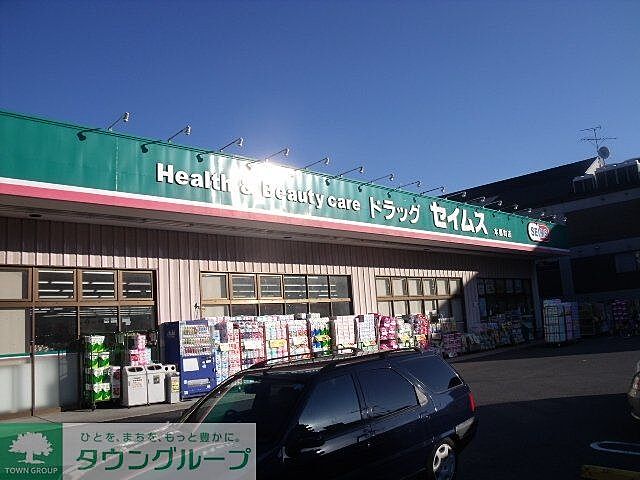 Health & Beauty care ドラッグ セイムス
ひとを、まちを、もっと豊かに。
タウングループ
TOWN GROUP